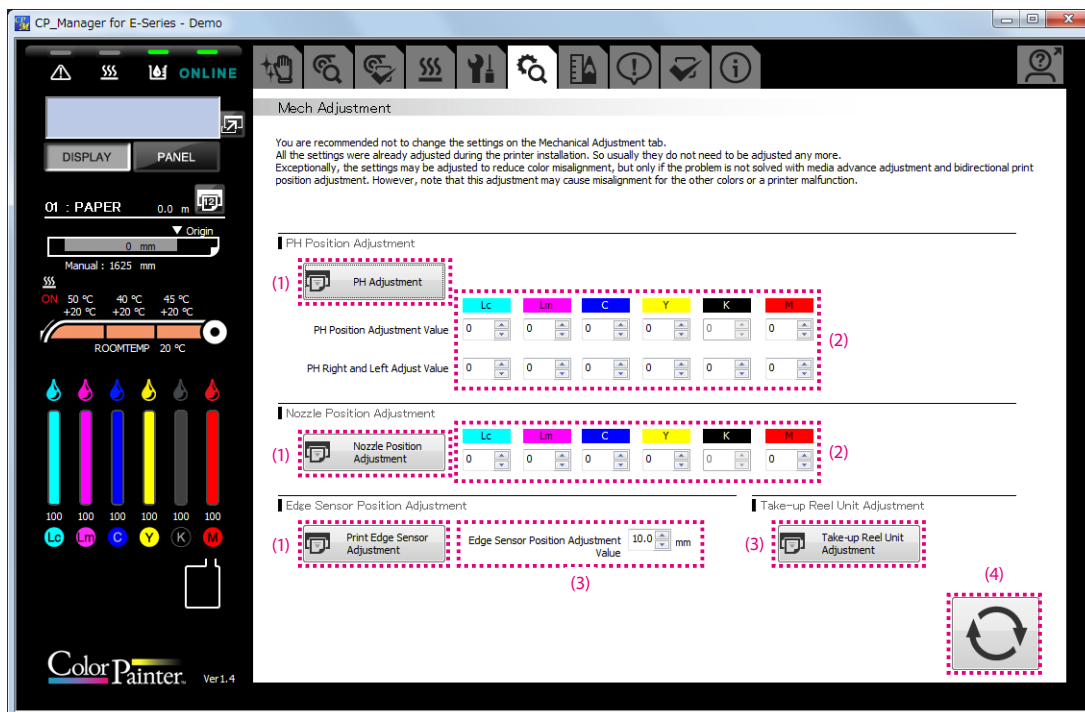 CP_Manager for E-Series - Demo
ONLINE
DISPLAY PANEL
01 : PAPER 0.0 m
Origin
0 mm
Manual : 1625 mm
ON 50 ℃ 40 ℃ 45 ℃
+20 ℃ +20 ℃ +20 ℃
ROOMTEMP 20 ℃
100 100 100 100 100 100
Lc Lm C Y K M
Color Painter Ver1.4
Mech Adjustment
You are recommended not to change the settings on the Mechanical Adjustment tab.
All the settings were already adjusted during the printer installation. So usually they do not need to be adjusted any more.
Exceptionally, the settings may be adjusted to reduce color misalignment, but only if the problem is not solved with media advance adjustment and bidirectional print
position adjustment. However, note that this adjustment may cause misalignment for the other colors or a printer malfunction.
PH Position Adjustment
(1) PH Adjustment
Lc Lm C Y K M
PH Position Adjustment Value 0 0 0 0 0 0
(2)
PH Right and Left Adjust Value 0 0 0 0 0 0
Nozzle Position Adjustment
Lc Lm C Y K M
(1) Nozzle Position
Adjustment
0 0 0 0 0 0
(2)
Edge Sensor Position Adjustment
(1) Print Edge Sensor
Adjustment
Edge Sensor Position Adjustment
Value
10.0 mm
(3)
Take-up Reel Unit Adjustment
(3) Take-up Reel Unit
Adjustment
(4)